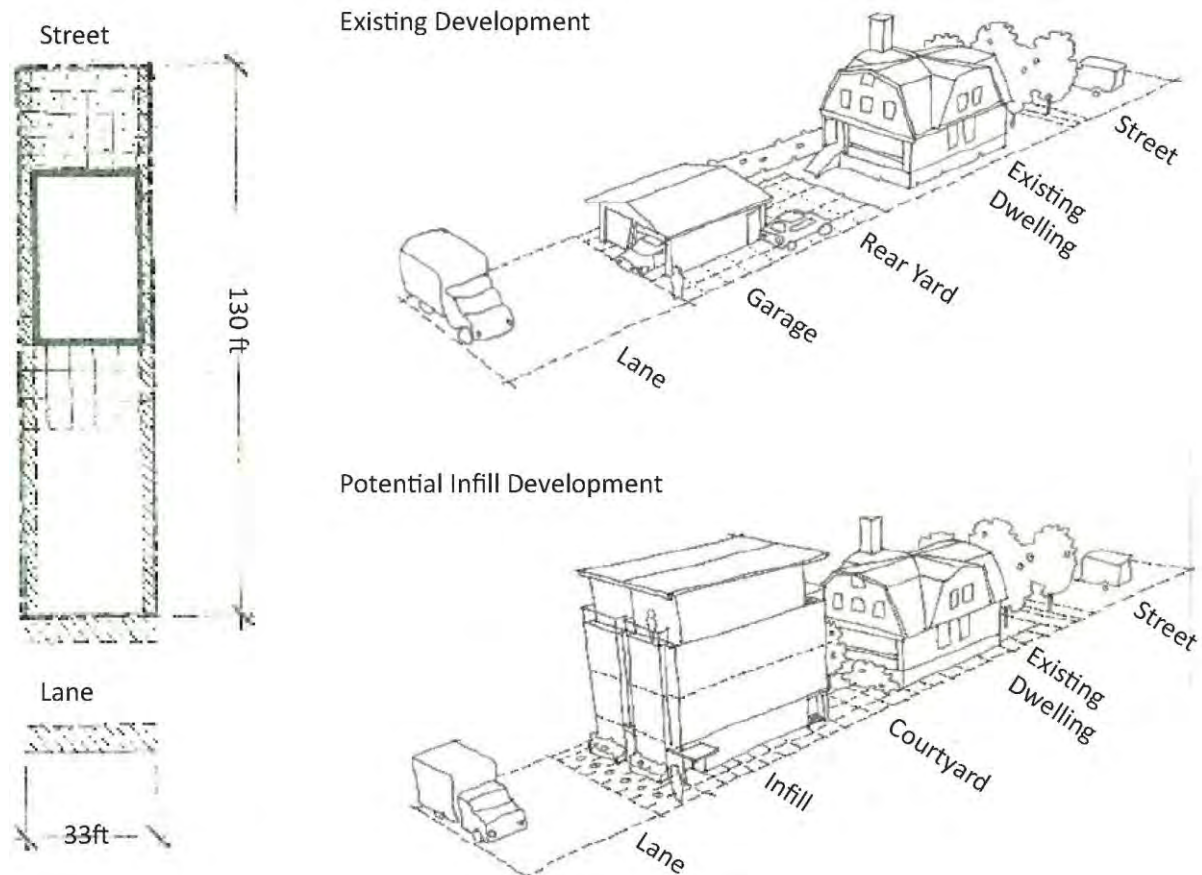 Street
130 ft
Lane
33ft
Existing Development
Street
Existing
Dwelling
Rear Yard
Garage
Lane
Potential Infill Development
Street
Existing
Dwelling
Courtyard
Infill
Lane